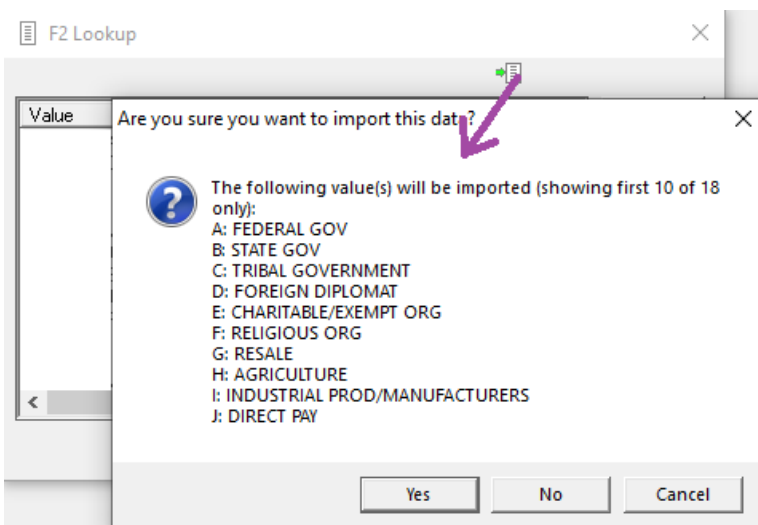 F2 Lookup
Value
Are you sure you want to import this data?
The following value(s) will be imported (showing first 10 of 18
only):
A: FEDERAL GOV
B: STATE GOV
C: TRIBAL GOVERNMENT
D: FOREIGN DIPLOMAT
E: CHARITABLE/EXEMPT ORG
F: RELIGIOUS ORG
G: RESALE
H: AGRICULTURE
I: INDUSTRIAL PROD/MANUFACTURERS
J: DIRECT PAY
Yes No Cancel